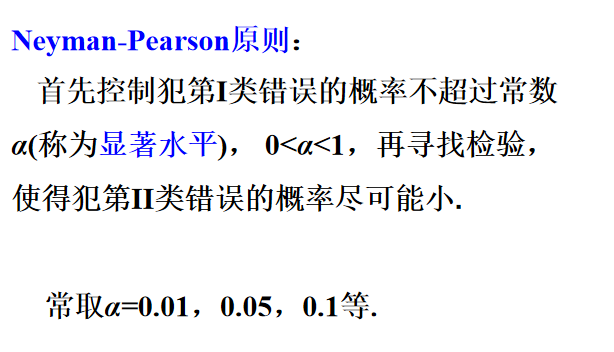 Neyman-Pearson原则：
首先控制犯第I类错误的概率不超过常数
α(称为显著水平)， 0<α<1，再寻找检验，
使得犯第II类错误的概率尽可能小.
常取α=0.01，0.05，0.1等.